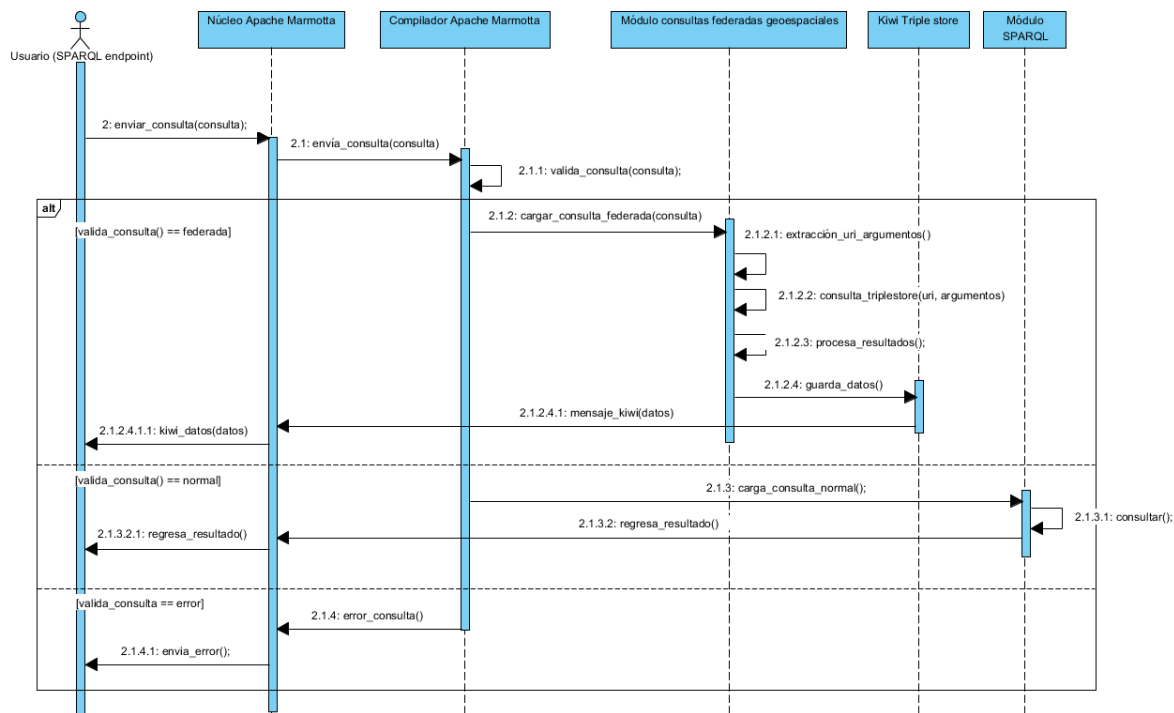 Núcleo Apache Marmotta
Compilador Apache Marmotta
Módulo consultas federadas geoespaciales
Kiwi Triple store
Módulo
SPARQL
Usuario (SPARQL endpoint)
2: enviar_consulta(consulta);
2.1: envía_consulta(consulta)
2.1.1: valida_consulta(consulta);
alt
2.1.2: cargar_consulta_federada(consulta)
[valida_consulta() == federada]
2.1.2.1: extracción_uri_argumentos()
2.1.2.2: consulta_triplestore(uri, argumentos)
2.1.2.3: procesa_resultados();
2.1.2.4: guarda_datos()
2.1.2.4.1: mensaje_kiwi(datos)
2.1.2.4.1.1: kiwi_datos(datos)
[valida_consulta() == normal]
2.1.3: carga_consulta_normal();
2.1.3.1: consultar();
2.1.3.2: regresa_resultado()
2.1.3.2.1: regresa_resultado()
[valida_consulta == error]
2.1.4: error_consulta()
2.1.4.1: envia_error();